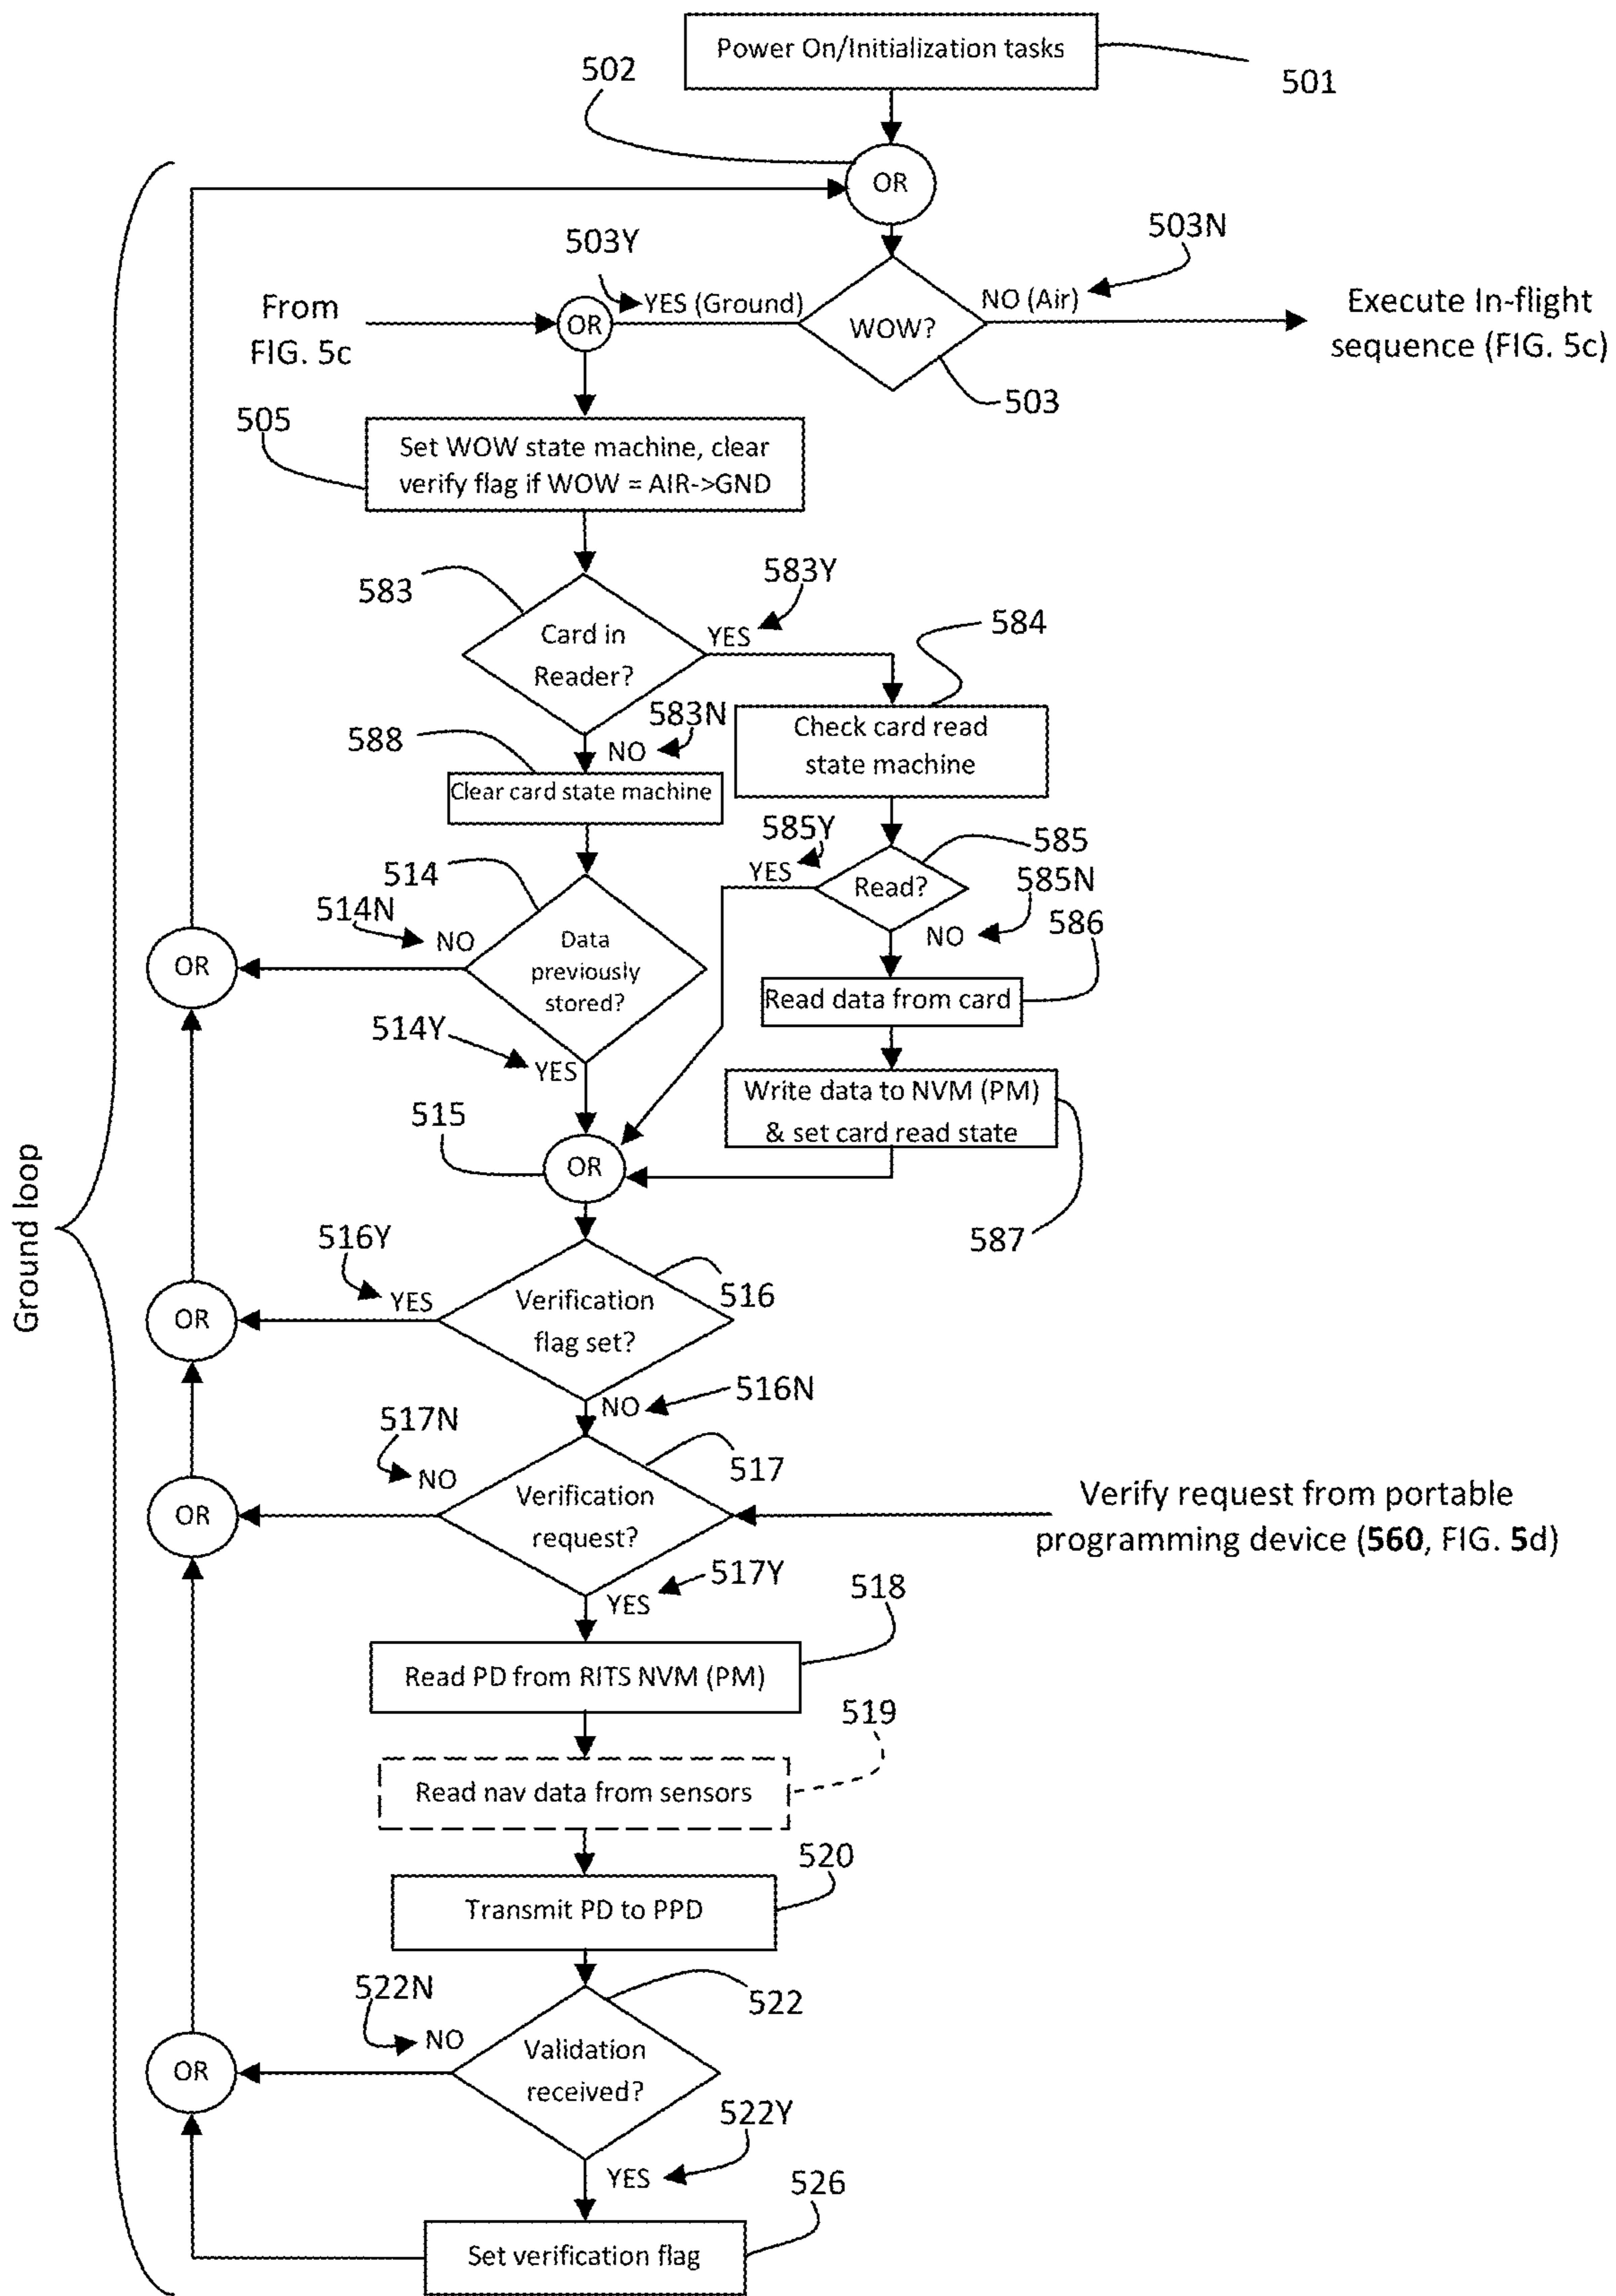 Power On/Initialization tasks
501
502
OR
503Y
503N
From
FIG. 5c
OR
YES (Ground)
WOW?
NO (Air)
Execute In-flight
sequence (FIG. 5c)
503
505
Set WOW state machine, clear
verify flag if WOW = AIR->GND
583
Card in
Reader?
583Y
YES
584
583N
NO
588
Clear card state machine
Check card read
state machine
585Y
YES
585
Read?
585N
NO
586
514
514N
NO
Data
previously
stored?
OR
514Y
YES
Read data from card
Write data to NVM (PM)
& set card read state
587
515
OR
Ground loop
516Y
YES
516
Verification
flag set?
OR
516N
NO
517N
NO
517
Verification
request?
OR
Verify request from portable
programming device (560, FIG. 5d)
517Y
YES
518
Read PD from RITS NVM (PM)
519
Read nav data from sensors
520
Transmit PD to PPD
522N
NO
522
Validation
received?
OR
522Y
YES
526
Set verification flag